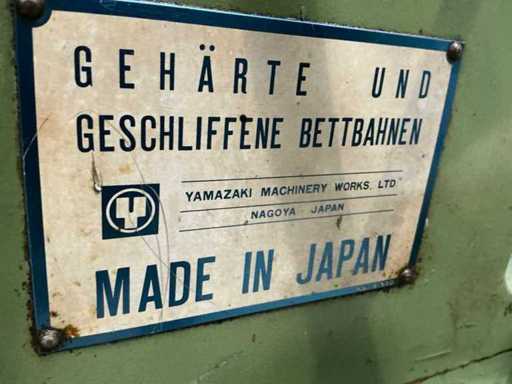 GEHÄRTE UND
GESCHLIFFENE BETTBAHNEN
YAMAZAKI MACHINERY WORKS, LTD
NAGOYA JAPAN
MADE IN JAPAN